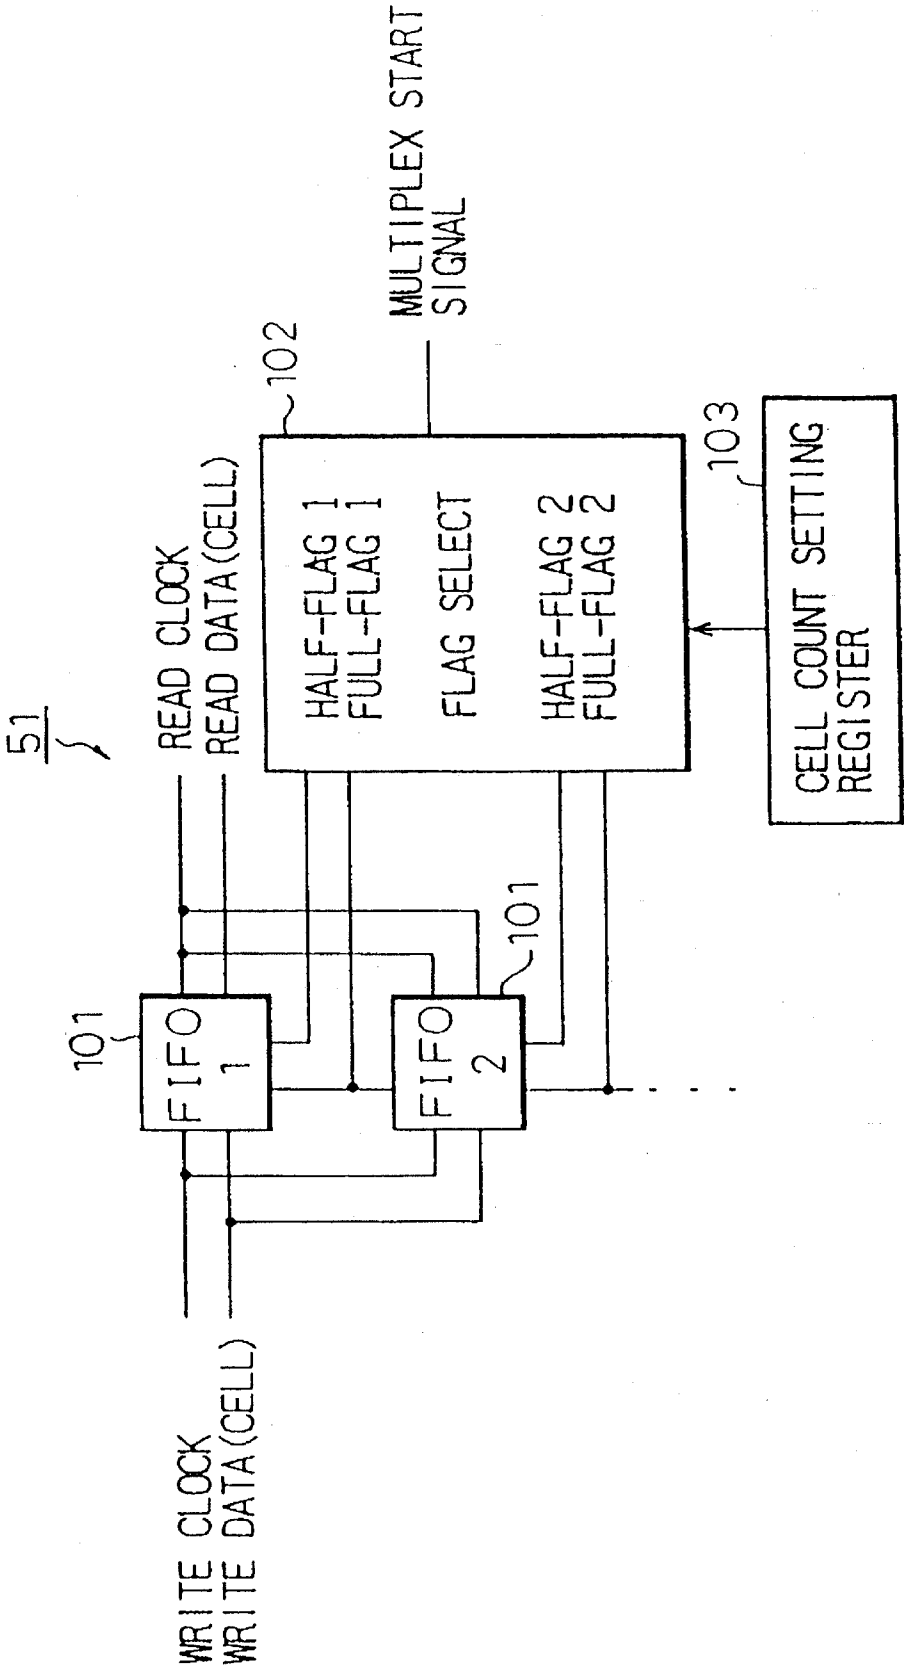 51
WRITE CLOCK
WRITE DATA(CELL)
101
FIFO
1
READ CLOCK
READ DATA(CELL)
FIFO
2
101
102
HALF-FLAG 1
FULL-FLAG 1
FLAG SELECT
HALF-FLAG 2
FULL-FLAG 2
MULTIPLEX START
SIGNAL
103
CELL COUNT SETTING
REGISTER